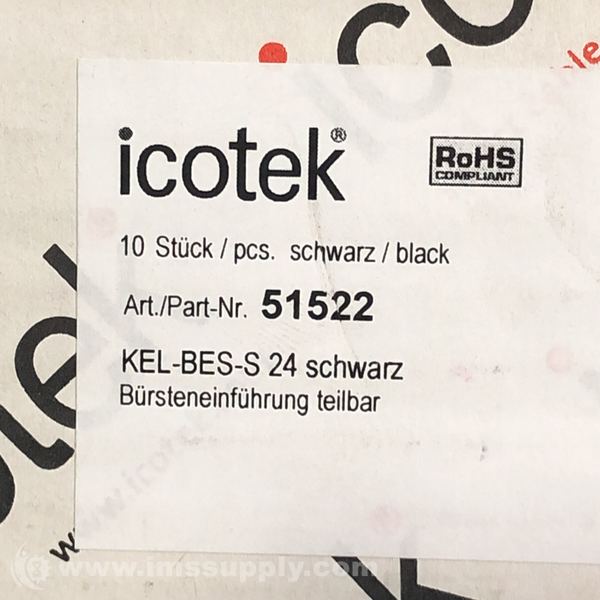 icotek®
RoHS
COMPLIANT
10 Stück / pcs. schwarz / black
Art./Part-Nr. 51522
KEL-BES-S 24 schwarz
Bürsteneinführung teilbar
www.imssupply.com